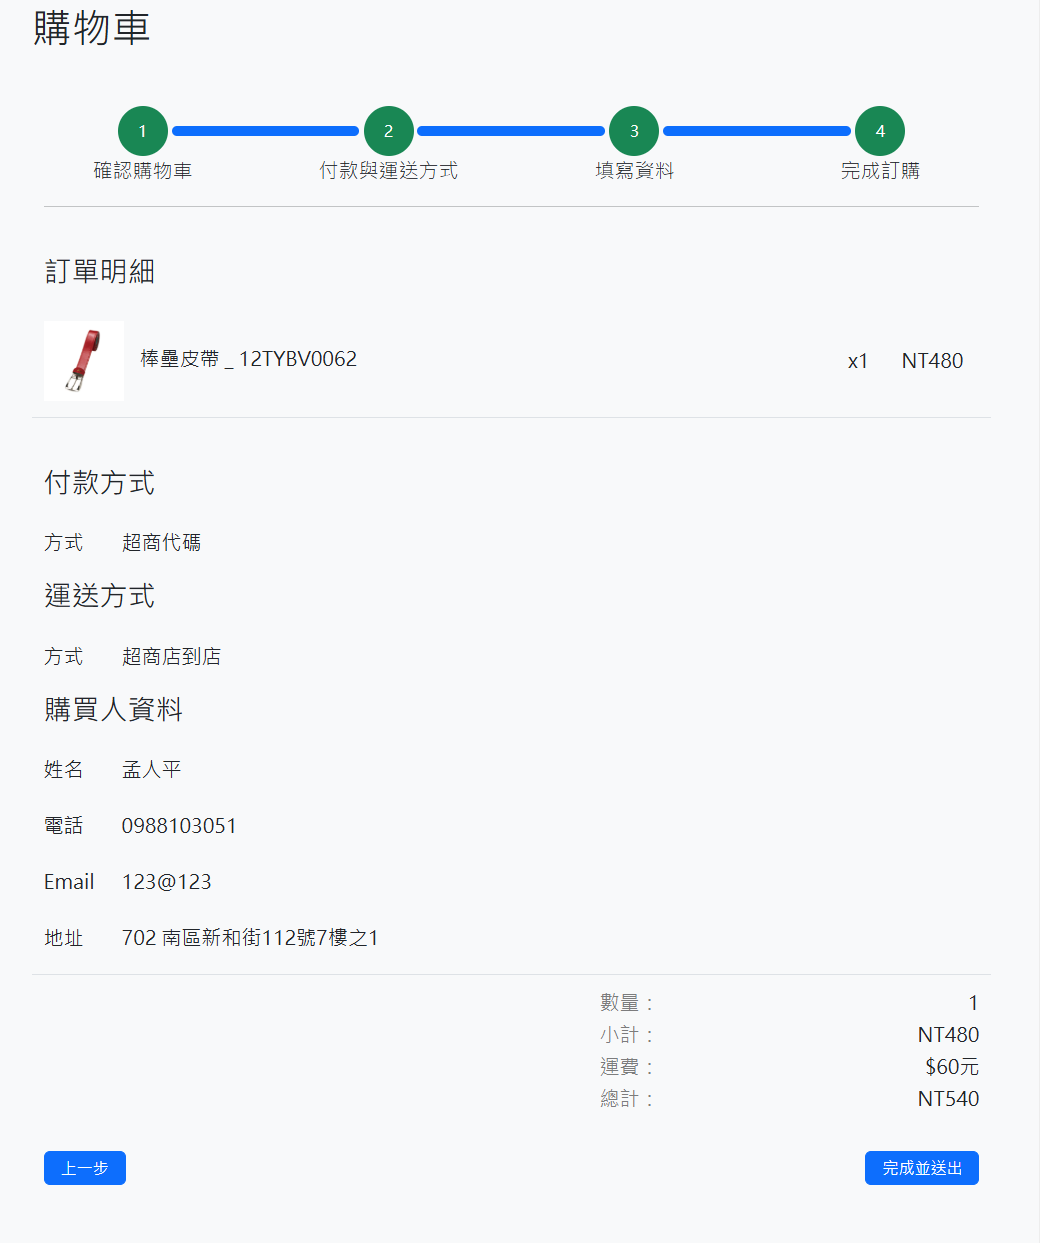 購物車
1 2 3 4
確認購物車 付款與運送方式 填寫資料 完成訂購
訂單明細
棒壘皮帶 _ 12TYBV0062 x1 NT480
付款方式
方式 超商代碼
運送方式
方式 超商店到店
購買人資料
姓名 孟人平
電話 0988103051
Email 123@123
地址 702 南區新和街112號7樓之1
數量： 1
小計： NT480
運費： $60元
總計： NT540
上一步 完成並送出